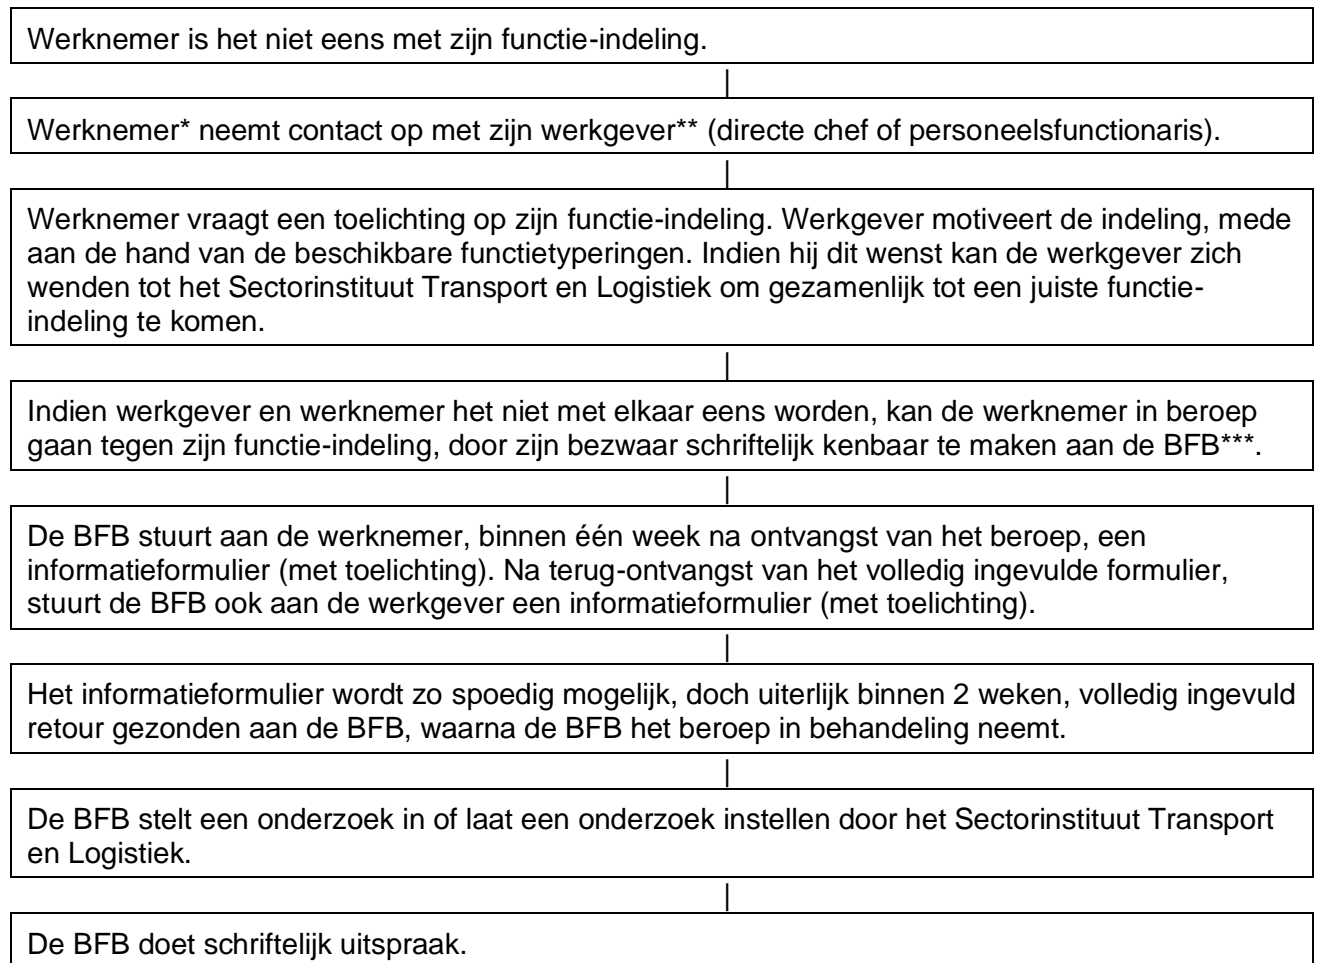 Werknemer is het niet eens met zijn functie-indeling.
Werknemer* neemt contact op met zijn werkgever** (directe chef of personeelsfunctionaris).
Werknemer vraagt een toelichting op zijn functie-indeling. Werkgever motiveert de indeling, mede
aan de hand van de beschikbare functietyperingen. Indien hij dit wenst kan de werkgever zich
wenden tot het Sectorinstituut Transport en Logistiek om gezamenlijk tot een juiste functie-
indeling te komen.
Indien werkgever en werknemer het niet met elkaar eens worden, kan de werknemer in beroep
gaan tegen zijn functie-indeling, door zijn bezwaar schriftelijk kenbaar te maken aan de BFB***.
De BFB stuurt aan de werknemer, binnen één week na ontvangst van het beroep, een
informatieformulier (met toelichting). Na terug-ontvangst van het volledig ingevulde formulier,
stuurt de BFB ook aan de werkgever een informatieformulier (met toelichting).
Het informatieformulier wordt zo spoedig mogelijk, doch uiterlijk binnen 2 weken, volledig ingevuld
retour gezonden aan de BFB, waarna de BFB het beroep in behandeling neemt.
De BFB stelt een onderzoek in of laat een onderzoek instellen door het Sectorinstituut Transport
en Logistiek.
De BFB doet schriftelijk uitspraak.